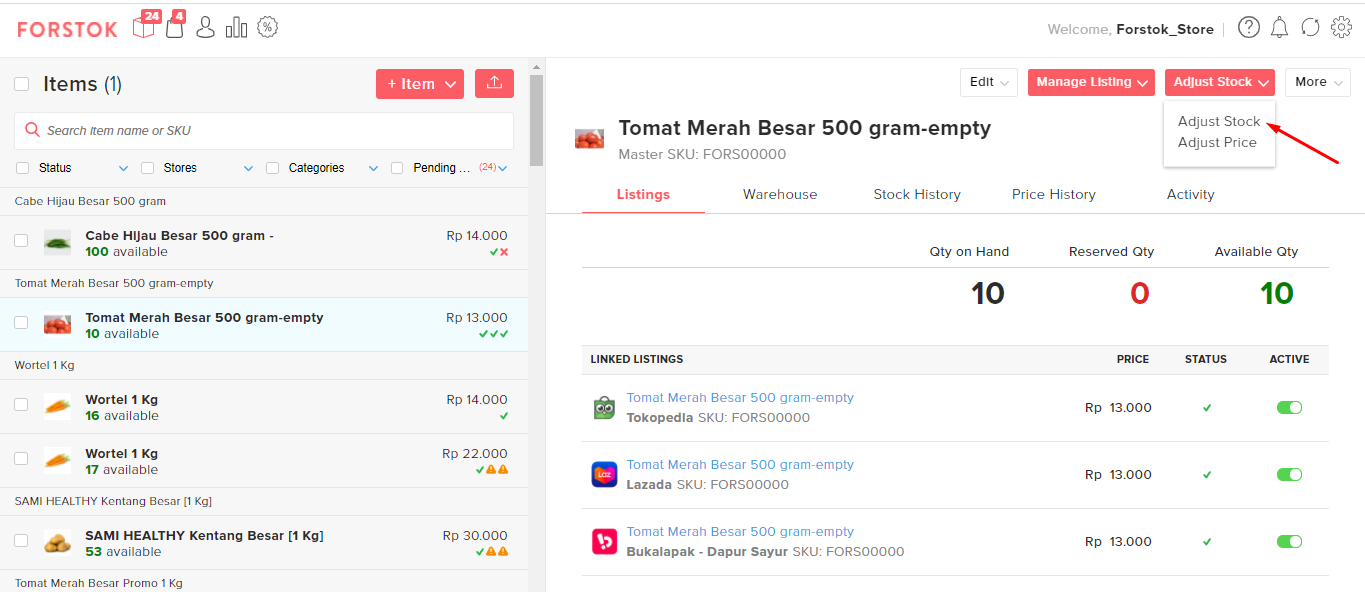 FORSTOK 24 4
Welcome, Forstok_Store
Items (1)
+ Item
Search Item name or SKU
Status Stores Categories Pending ... (24)
Cabe Hijau Besar 500 gram
Cabe HIjau Besar 500 gram - Rp 14.000
100 available
Tomat Merah Besar 500 gram-empty
Tomat Merah Besar 500 gram-empty Rp 13.000
10 available
Wortel 1 Kg
Wortel 1 Kg Rp 14.000
16 available
Wortel 1 Kg Rp 22.000
17 available
SAMI HEALTHY Kentang Besar [1 Kg]
SAMI HEALTHY Kentang Besar [1 Kg] Rp 30.000
53 available
Tomat Merah Besar Promo 1 Kg
Edit Manage Listing Adjust Stock More
Adjust Stock
Adjust Price
Tomat Merah Besar 500 gram-empty
Master SKU: FORS00000
Listings Warehouse Stock History Price History Activity
Qty on Hand Reserved Qty Available Qty
10 0 10
LINKED LISTINGS PRICE STATUS ACTIVE
Tomat Merah Besar 500 gram-empty
Tokopedia SKU: FORS00000
Rp 13.000
Tomat Merah Besar 500 gram-empty
Lazada SKU: FORS00000
Rp 13.000
Tomat Merah Besar 500 gram-empty
Bukalapak - Dapur Sayur SKU: FORS00000
Rp 13.000